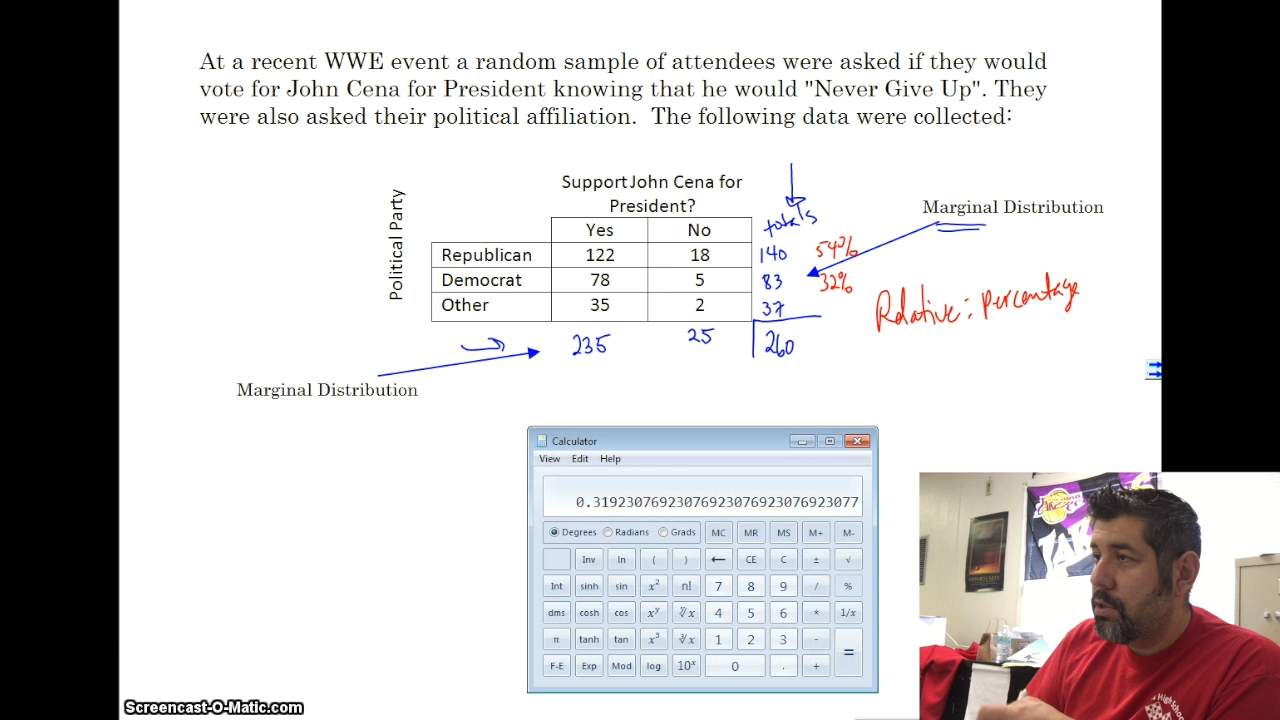 At a recent WWE event a random sample of attendees were asked if they would
vote for John Cena for President knowing that he would "Never Give Up". They
were also asked their political affiliation. The following data were collected:
Support John Cena for
President?
Political Party
Yes No totals
Republican 122 18 140 54%
Democrat 78 5 83 32%
Other 35 2 37
235 25 260
Marginal Distribution
Relative: percentage
Marginal Distribution
Calculator
View Edit Help
0.31923076923076923076923076923077
Degrees Radians Grads MC MR MS M+ M-
Inv ln ( ) ← CE C ± √
Int sinh sin x² n! 7 8 9 / %
dms cosh cos xʸ ʸ√x 4 5 6 * 1/x
π tanh tan x³ ³√x 1 2 3 - =
F-E Exp Mod log 10ˣ 0 . +
OPPORTUNITY
High School
Screencast-O-Matic.com